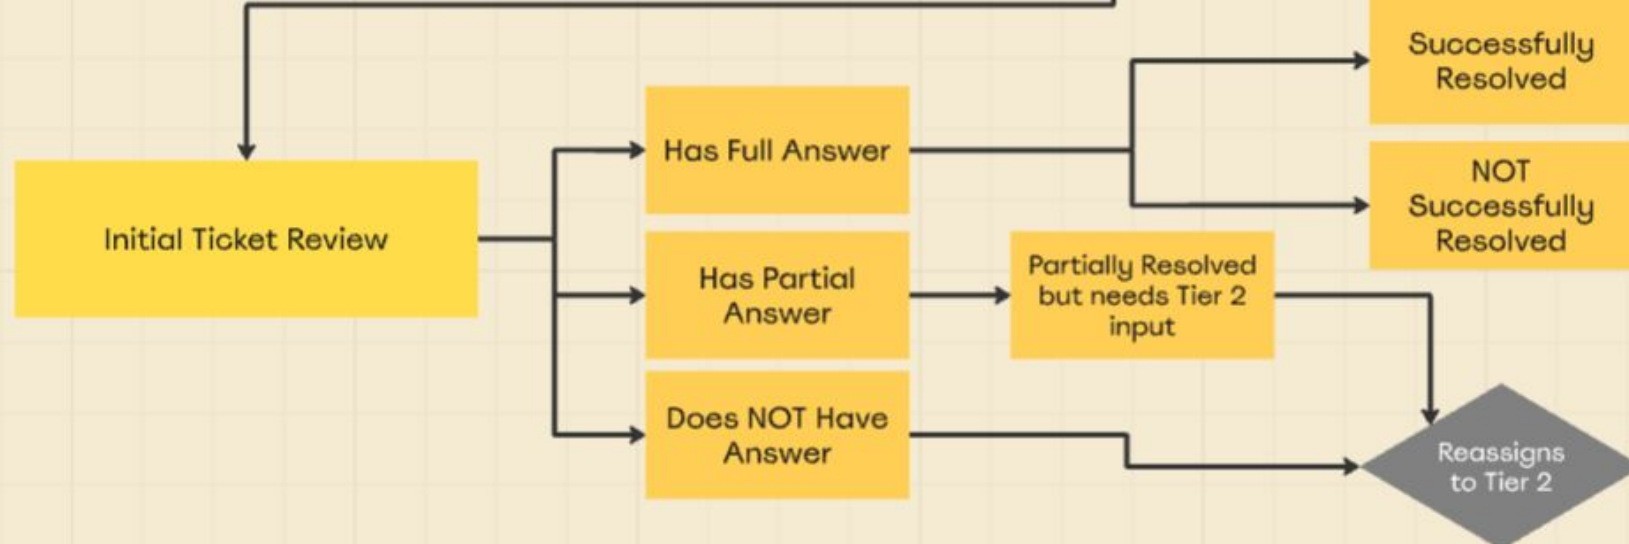 Successfully
Resolved
Has Full Answer
NOT
Successfully
Resolved
Initial Ticket Review
Has Partial
Answer
Partially Resolved
but needs Tier 2
input
Does NOT Have
Answer
Reassigns
to Tier 2